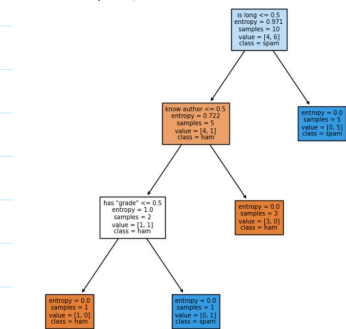 is long <= 0.5
entropy = 0.971
samples = 10
value = [4, 6]
class = spam
know author <= 0.5
entropy = 0.722
samples = 5
value = [4, 1]
class = ham
entropy = 0.0
samples = 5
value = [0, 5]
class = spam
has "grade" <= 0.5
entropy = 1.0
samples = 2
value = [1, 1]
class = ham
entropy = 0.0
samples = 3
value = [3, 0]
class = ham
entropy = 0.0
samples = 1
value = [1, 0]
class = ham
entropy = 0.0
samples = 1
value = [0, 1]
class = spam